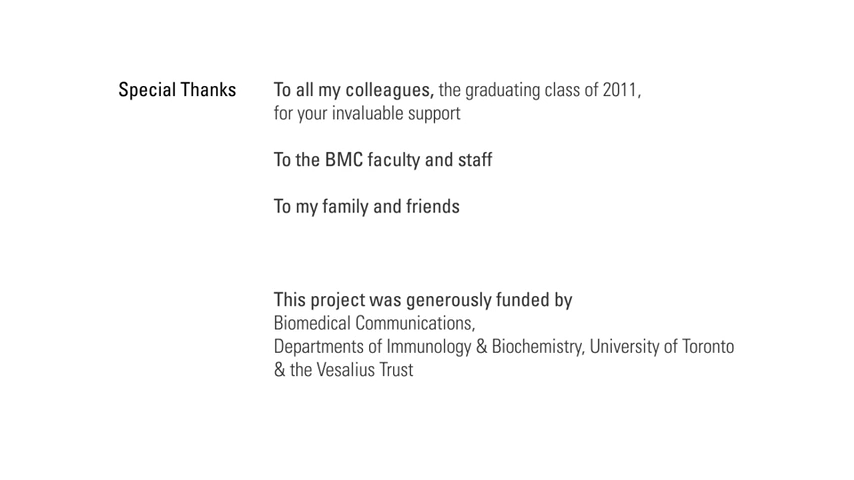 Special Thanks To all my colleagues, the graduating class of 2011,
for your invaluable support
To the BMC faculty and staff
To my family and friends
This project was generously funded by
Biomedical Communications,
Departments of Immunology & Biochemistry, University of Toronto
& the Vesalius Trust